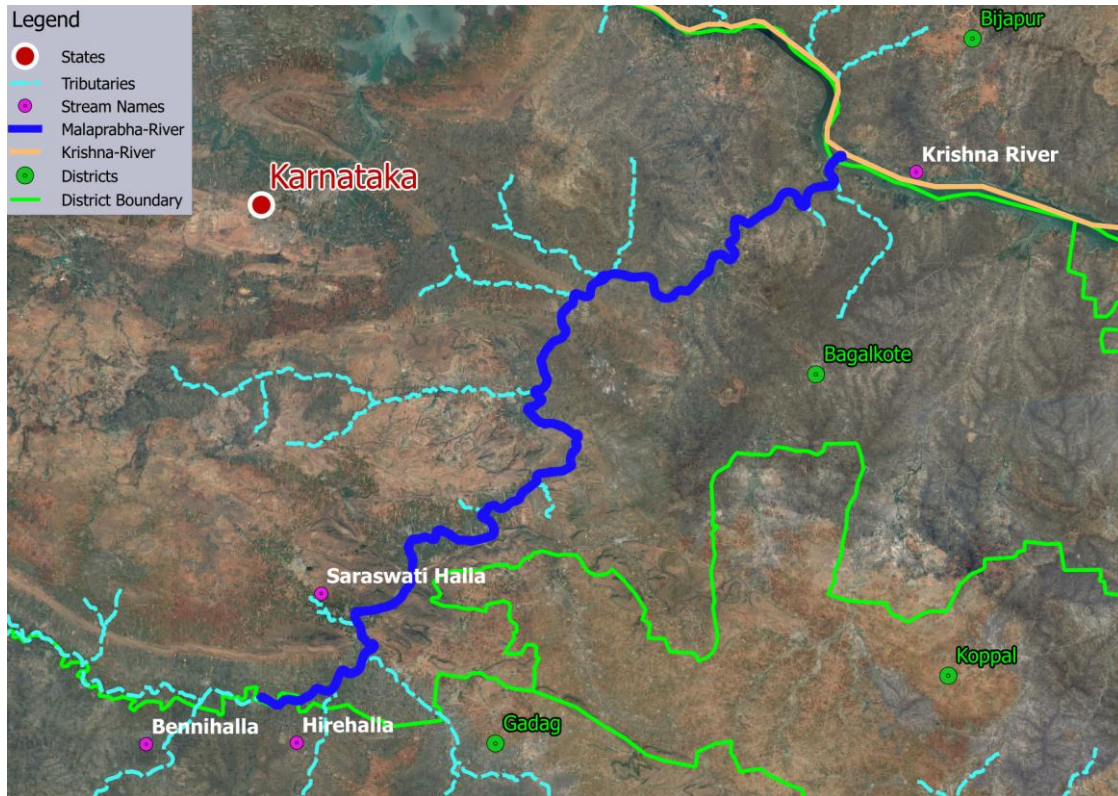 Legend
States
Tributaries
Stream Names
Malaprabha-River
Krishna-River
Districts
District Boundary
Bijapur
Krishna River
Karnataka
Bagalkote
Saraswati Halla
Koppal
Bennihalla
Hirehalla
Gadag